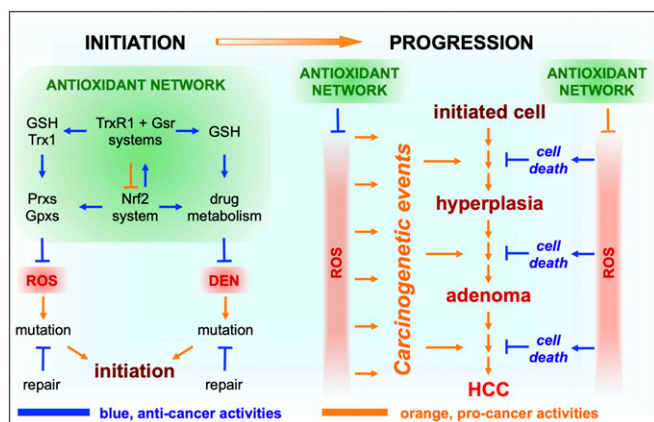 INITIATION
PROGRESSION
ANTIOXIDANT NETWORK
GSH
Trx1
TrxR1 + Gsr
systems
GSH
Prxs
Gpxs
Nrf2
system
drug
metabolism
ROS
DEN
mutation
mutation
initiation
repair
repair
ANTIOXIDANT
NETWORK
ANTIOXIDANT
NETWORK
ROS
Carcinogenetic events
initiated cell
cell
death
hyperplasia
cell
death
adenoma
cell
death
HCC
ROS
blue, anti-cancer activities
orange, pro-cancer activities